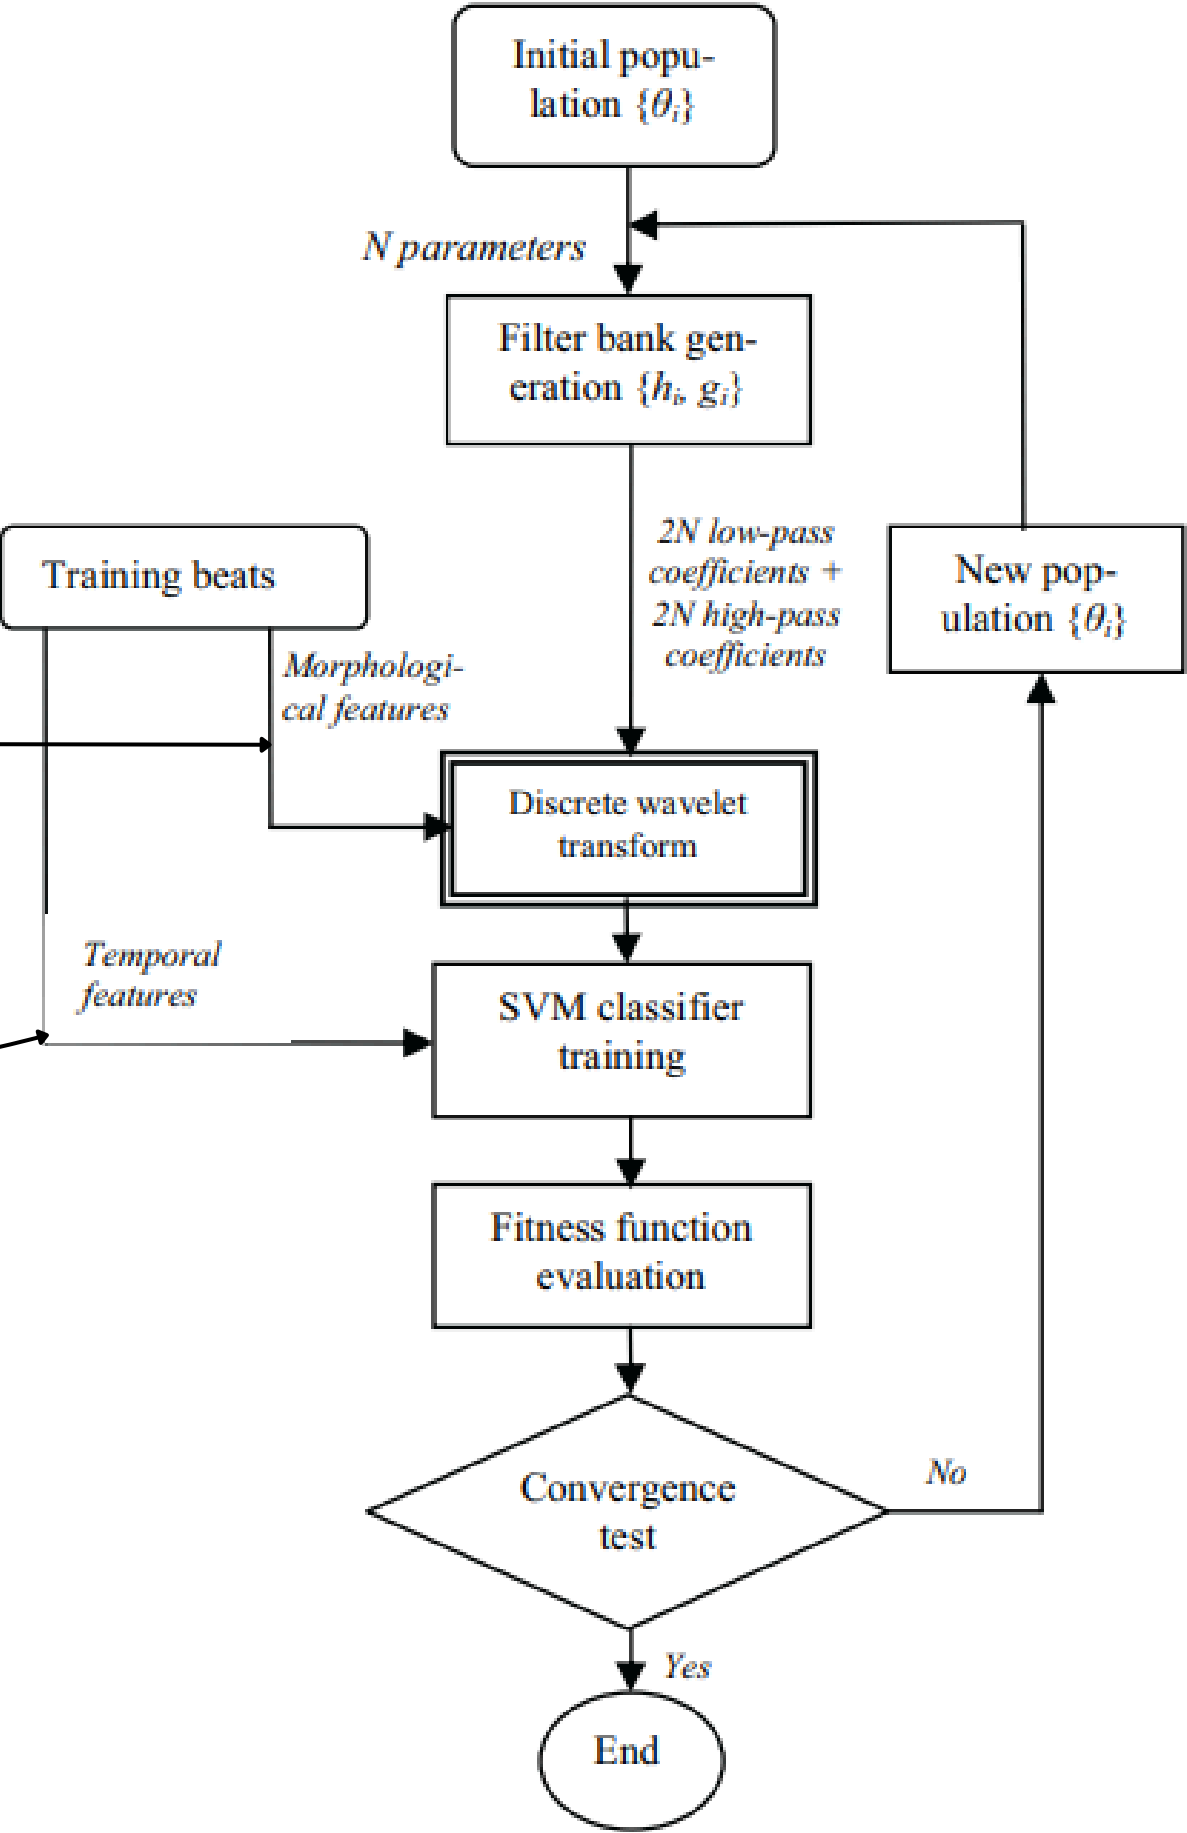 Initial popu-
lation {θi}
N parameters
Filter bank gen-
eration {hi, gi}
2N low-pass
coefficients +
2N high-pass
coefficients
New pop-
ulation {θi}
Training beats
Morphologi-
cal features
Discrete wavelet
transform
Temporal
features
SVM classifier
training
Fitness function
evaluation
Convergence
test
No
Yes
End